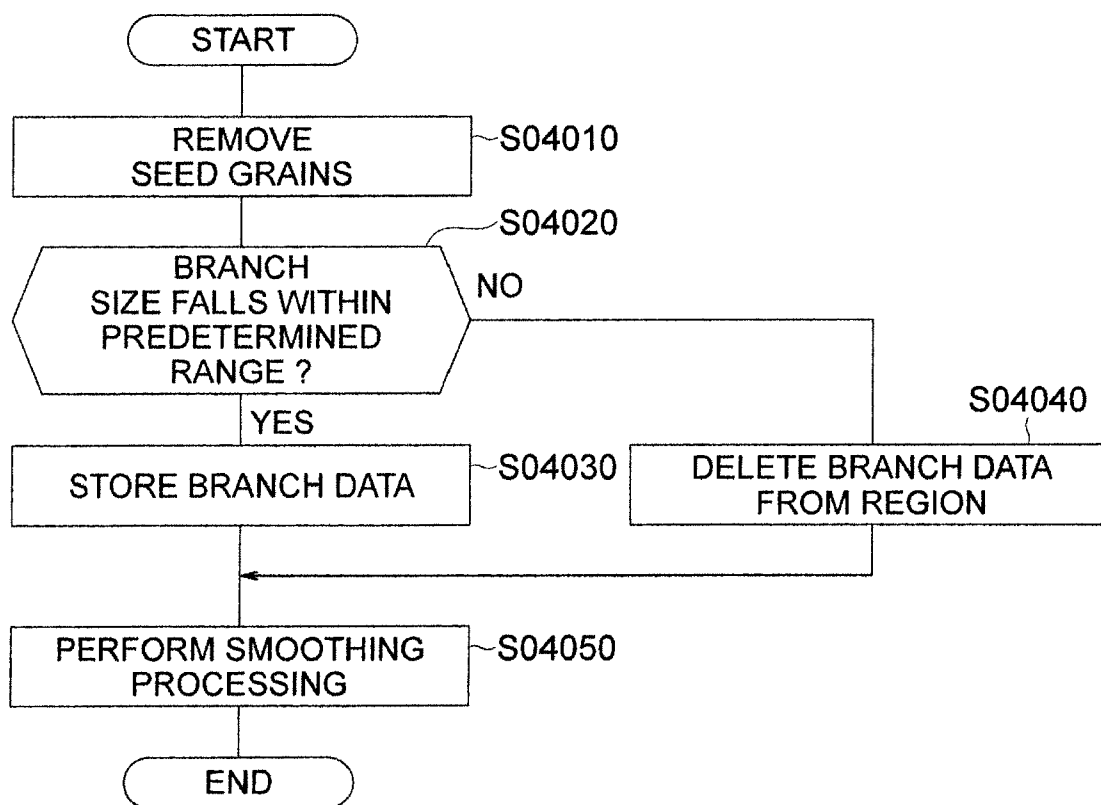 START
REMOVE
SEED GRAINS
S04010
S04020
BRANCH
SIZE FALLS WITHIN
PREDETERMINED
RANGE ?
NO
YES
S04040
STORE BRANCH DATA
S04030
DELETE BRANCH DATA
FROM REGION
PERFORM SMOOTHING
PROCESSING
S04050
END